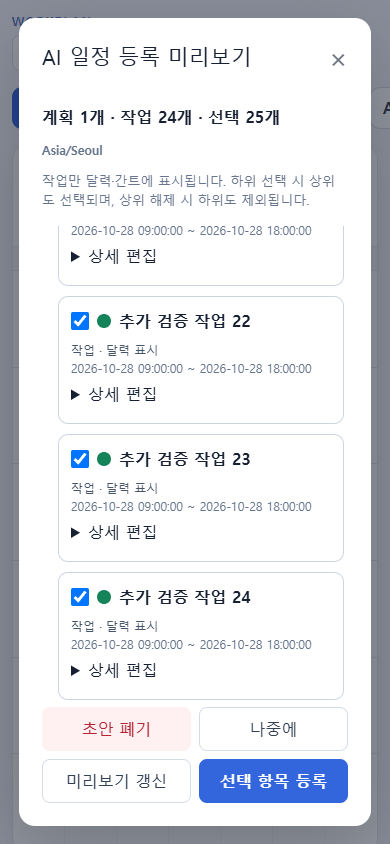 AI 일정 등록 미리보기
계획 1개 · 작업 24개 · 선택 25개
Asia/Seoul
작업만 달력·간트에 표시됩니다. 하위 선택 시 상위
도 선택되며, 상위 해제 시 하위도 제외됩니다.
2026-10-28 09:00:00 ~ 2026-10-28 18:00:00
▶ 상세 편집
추가 검증 작업 22
작업 · 달력 표시
2026-10-28 09:00:00 ~ 2026-10-28 18:00:00
▶ 상세 편집
추가 검증 작업 23
작업 · 달력 표시
2026-10-28 09:00:00 ~ 2026-10-28 18:00:00
▶ 상세 편집
추가 검증 작업 24
작업 · 달력 표시
2026-10-28 09:00:00 ~ 2026-10-28 18:00:00
▶ 상세 편집
초안 폐기
나중에
미리보기 갱신
선택 항목 등록